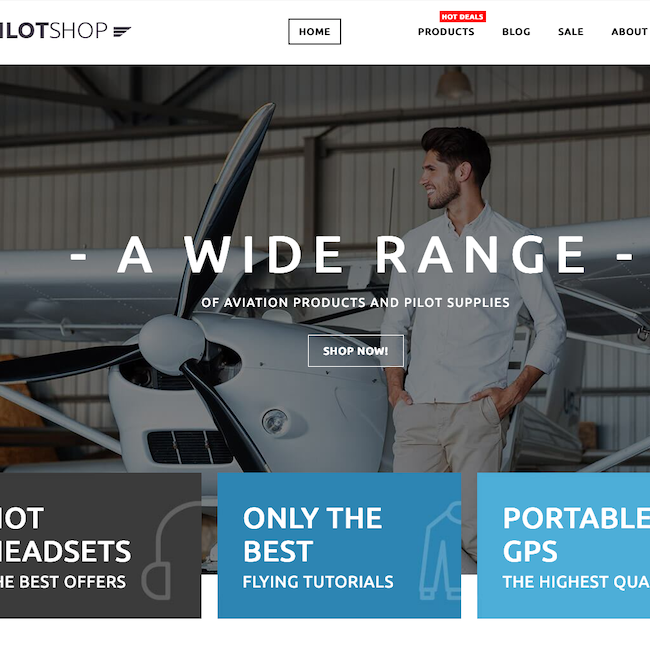 ILOTSHOP
HOME
HOT DEALS
PRODUCTS
BLOG
SALE
ABOUT
- A WIDE RANGE -
OF AVIATION PRODUCTS AND PILOT SUPPLIES
SHOP NOW!
HOT
HEADSETS
HE BEST OFFERS
ONLY THE
BEST
FLYING TUTORIALS
PORTABLE
GPS
THE HIGHEST QUA